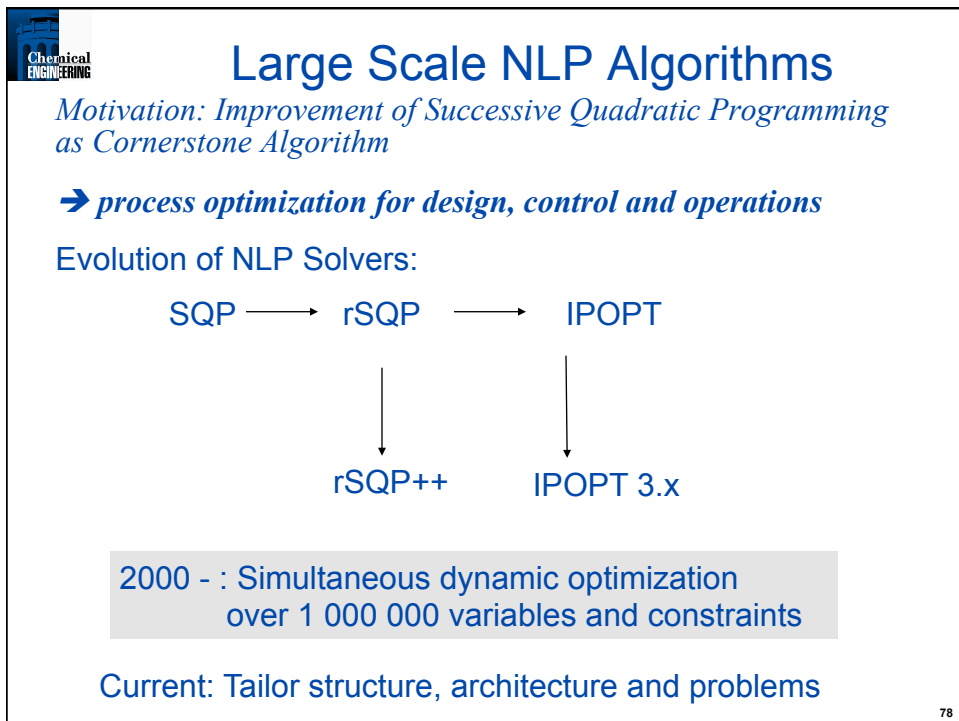 Chemical
ENGINEERING
Large Scale NLP Algorithms
Motivation: Improvement of Successive Quadratic Programming
as Cornerstone Algorithm
➔ process optimization for design, control and operations
Evolution of NLP Solvers:
SQP rSQP IPOPT
rSQP++ IPOPT 3.x
2000 - : Simultaneous dynamic optimization
over 1 000 000 variables and constraints
Current: Tailor structure, architecture and problems
78